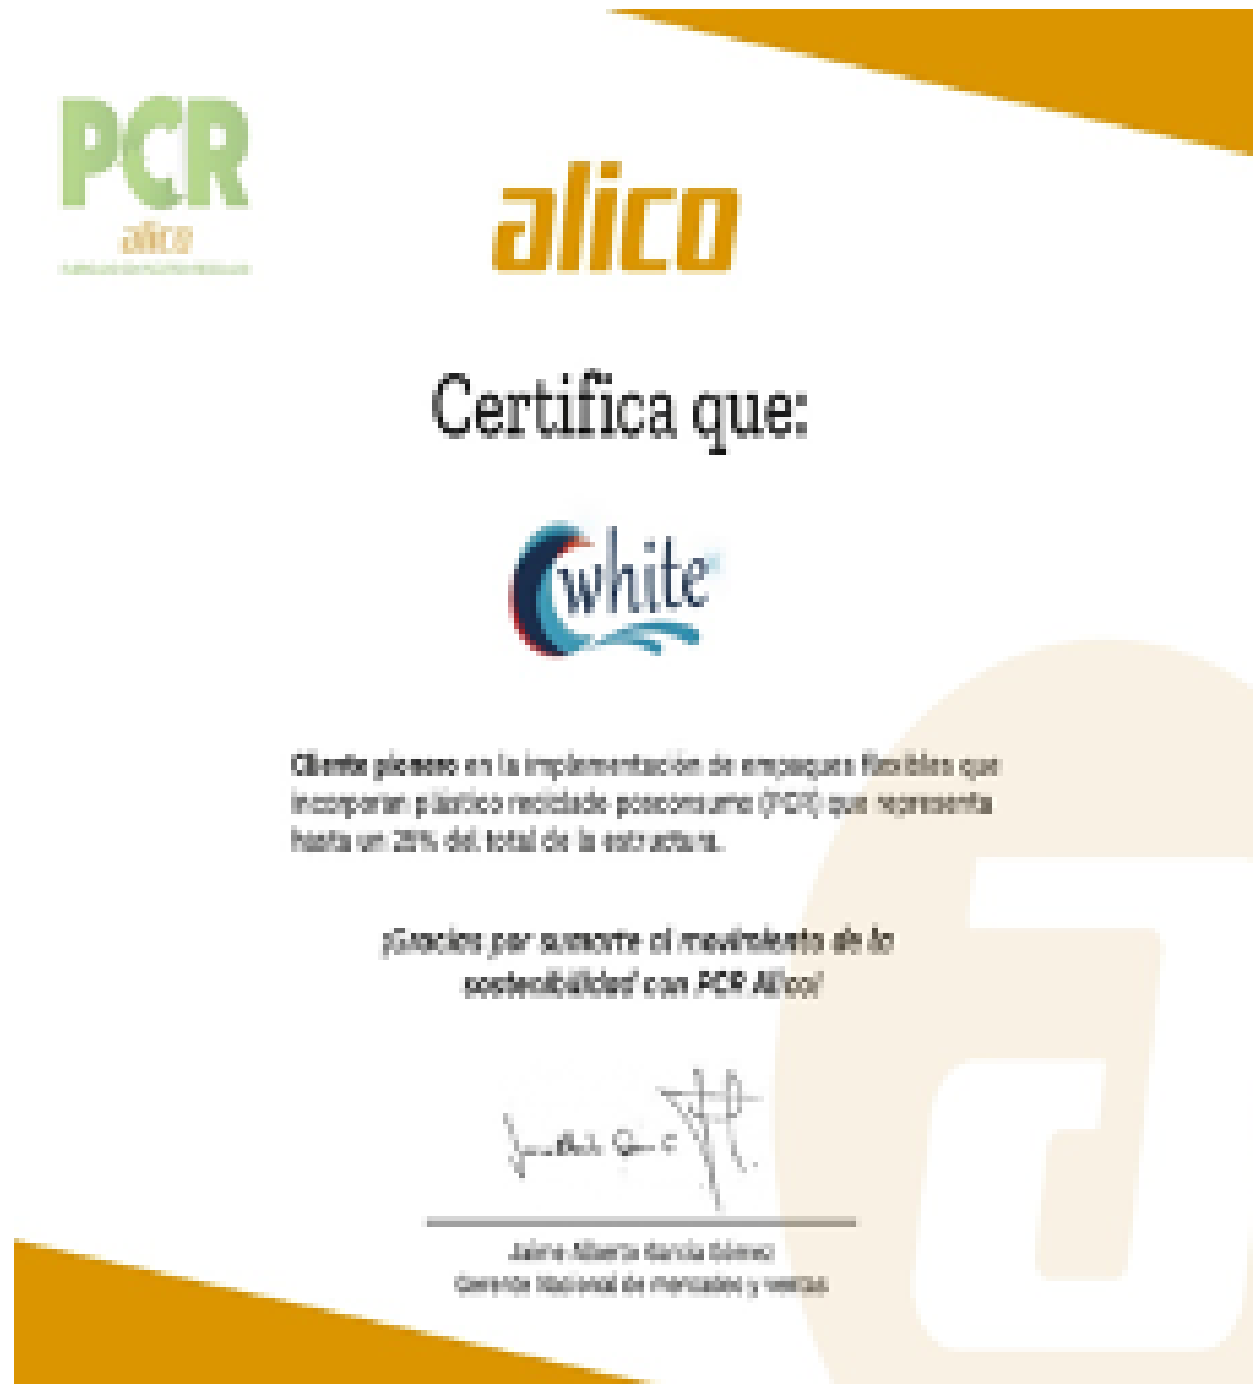 PCR
alico
alico
Certifica que:
white
Cliente pionero en la implementación de empaques flexibles que
incorporan plástico reciclado posconsumo (PCR) que representa
hasta un 25% del total de la estructura.
¡Gracias por sumarte al movimiento de la
sostenibilidad con PCR Alico!
Jaime Alberto García Gómez
Gerente Nacional de mercadeo y ventas